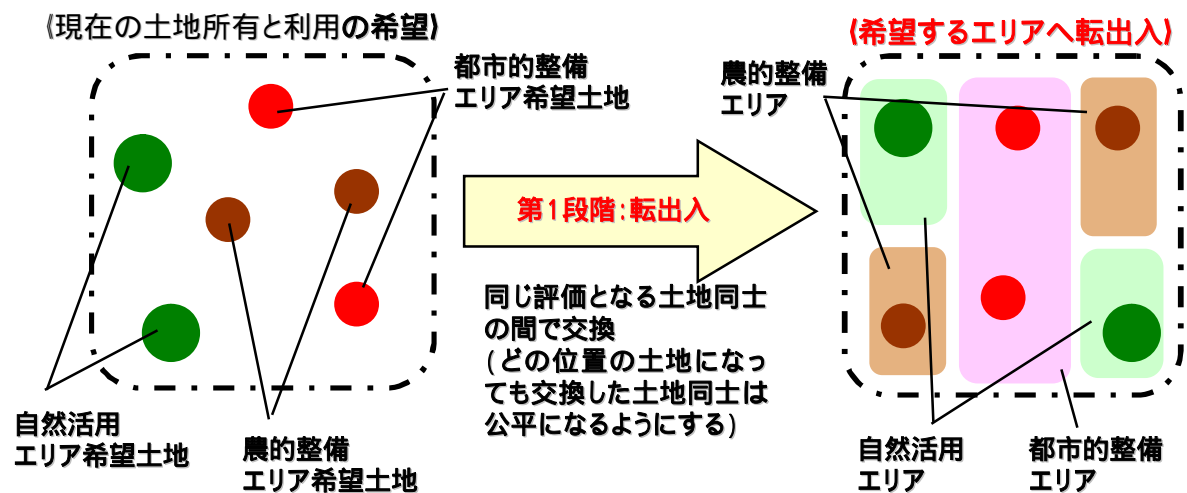 《現在の土地所有と利用の希望》
都市的整備
エリア希望土地
自然活用
エリア希望土地
農的整備
エリア希望土地
第1段階：転出入
同じ評価となる土地同士
の間で交換
(どの位置の土地になっ
ても交換した土地同士は
公平になるようにする)
《希望するエリアへ転出入》
農的整備
エリア
自然活用
エリア
都市的整備
エリア